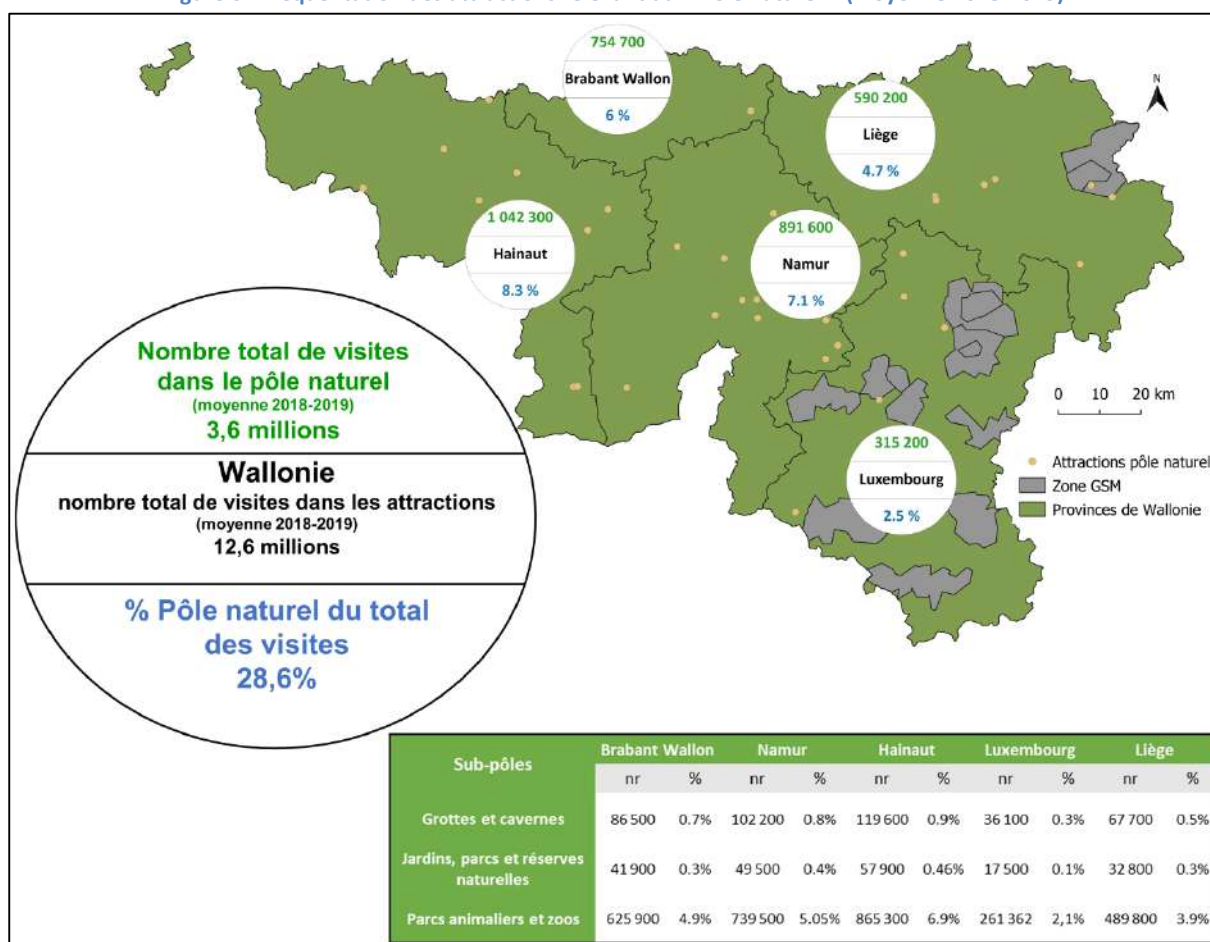 754 700
Brabant Wallon
6 %
590 200
Liège
4.7 %
N
1 042 300
Hainaut
8.3 %
891 600
Namur
7.1 %
315 200
Luxembourg
2.5 %
0 10 20 km
Attractions pôle naturel
Zone GSM
Provinces de Wallonie
Nombre total de visites
dans le pôle naturel
(moyenne 2018-2019)
3,6 millions
Wallonie
nombre total de visites dans les attractions
(moyenne 2018-2019)
12,6 millions
% Pôle naturel du total
des visites
28,6%
Sub-pôles Brabant Wallon Namur Hainaut Luxembourg Liège
nr % nr % nr % nr % nr %
Grottes et cavernes 86 500 0.7% 102 200 0.8% 119 600 0.9% 36 100 0.3% 67 700 0.5%
Jardins, parcs et réserves
naturelles 41 900 0.3% 49 500 0.4% 57 900 0.46% 17 500 0.1% 32 800 0.3%
Parcs animaliers et zoos 625 900 4.9% 739 500 5.05% 865 300 6.9% 261 362 2,1% 489 800 3.9%